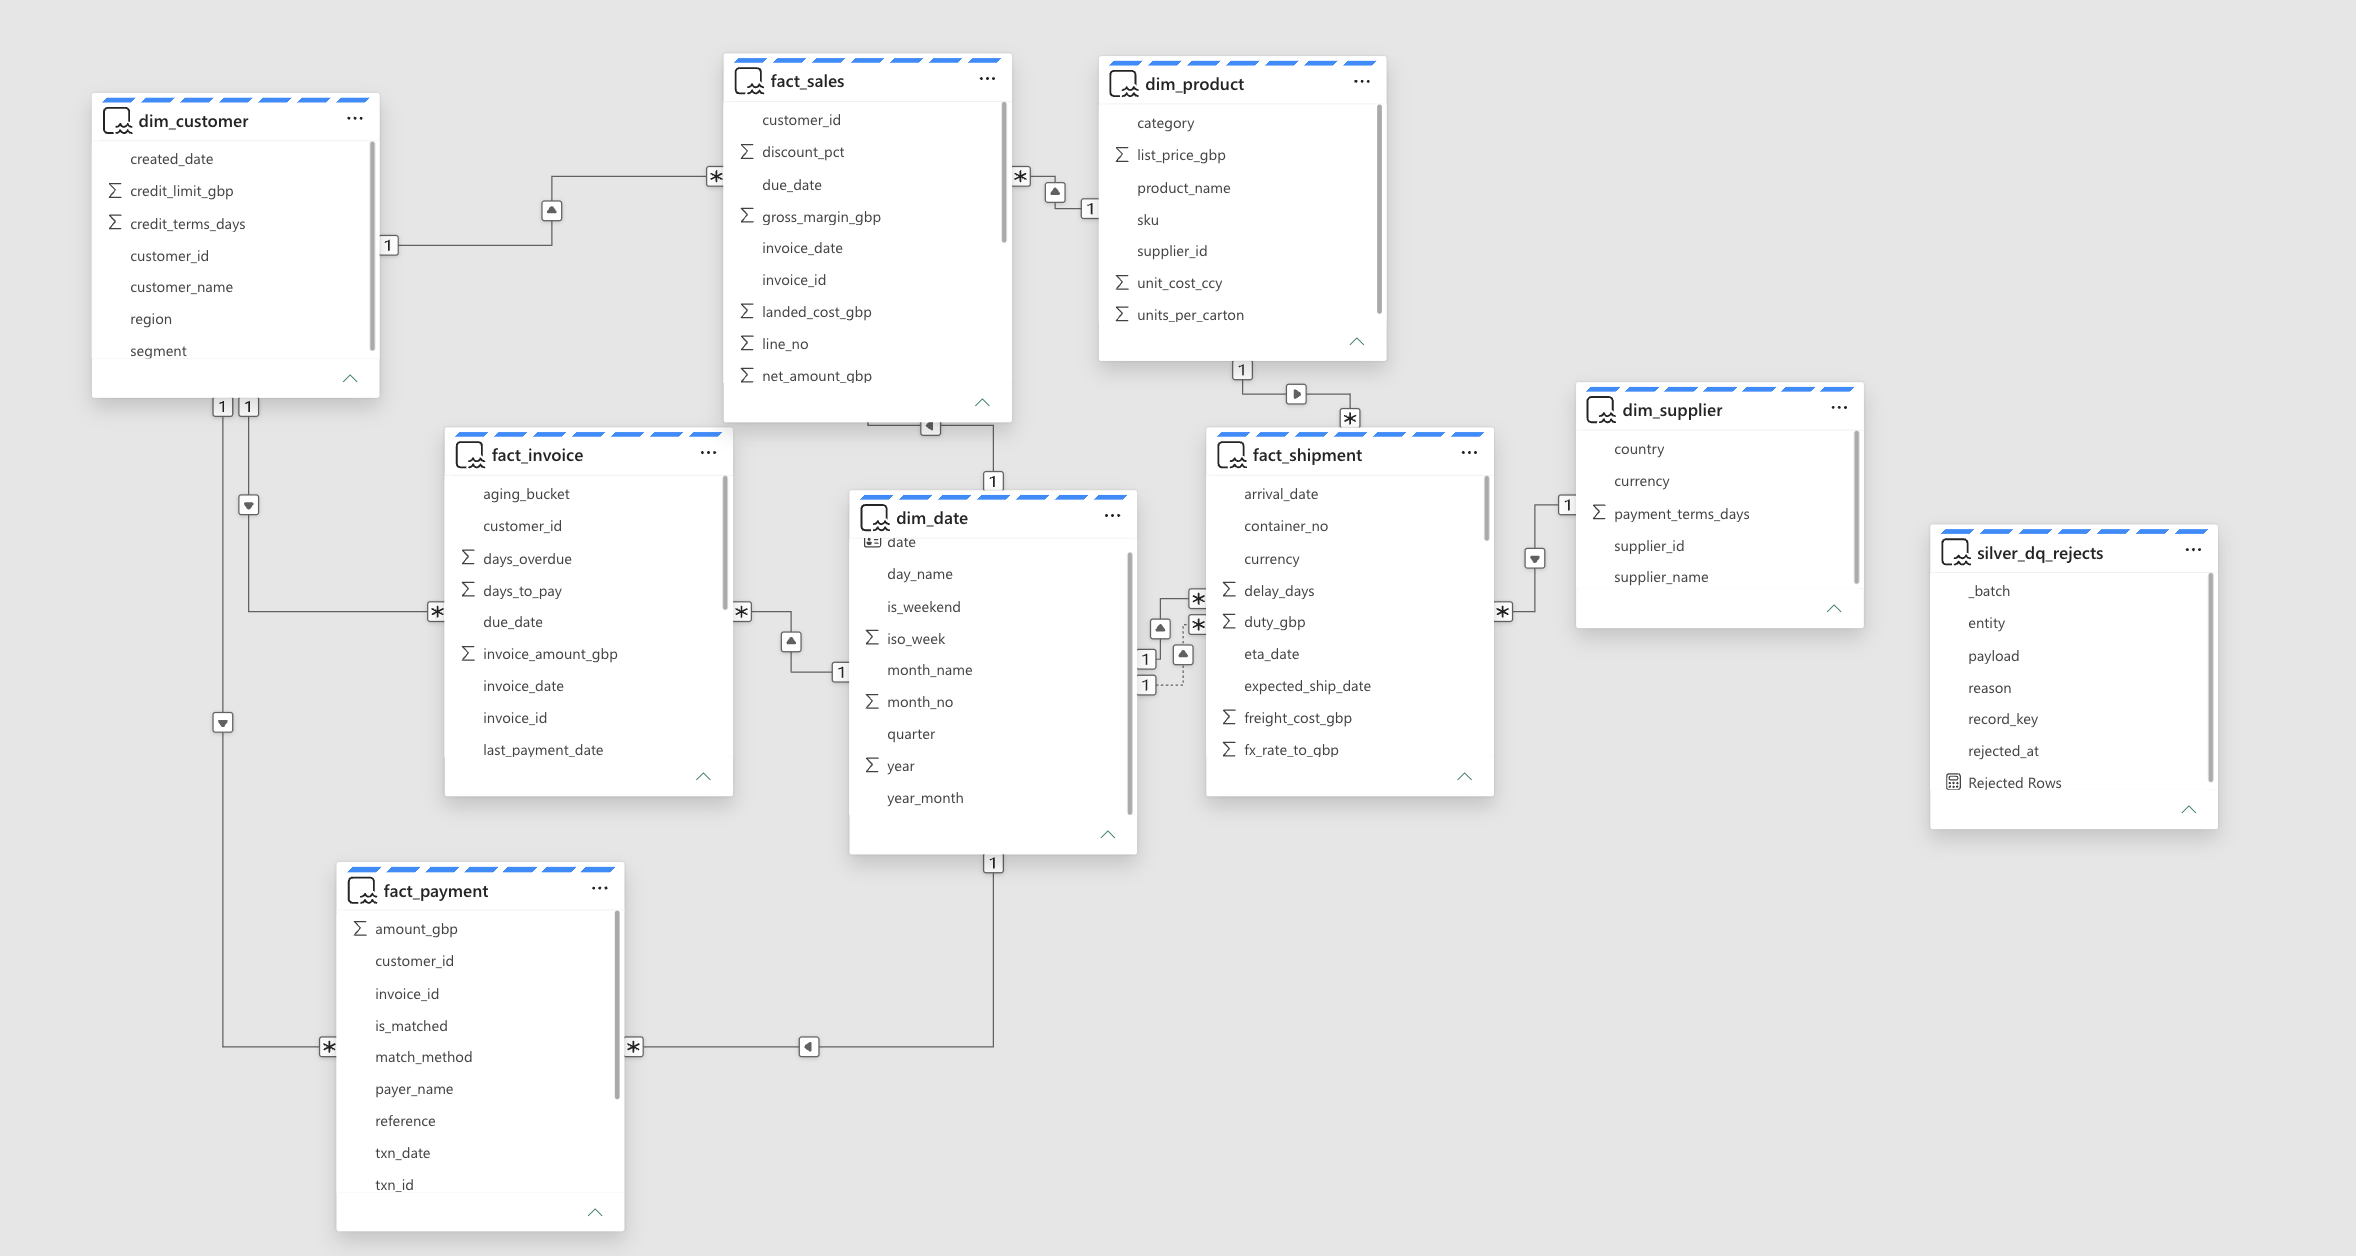 dim_customer
created_date
credit_limit_gbp
credit_terms_days
customer_id
customer_name
region
segment
fact_sales
customer_id
discount_pct
due_date
gross_margin_gbp
invoice_date
invoice_id
landed_cost_gbp
line_no
net_amount_gbp
dim_product
category
list_price_gbp
product_name
sku
supplier_id
unit_cost_ccy
units_per_carton
fact_invoice
aging_bucket
customer_id
days_overdue
days_to_pay
due_date
invoice_amount_gbp
invoice_date
invoice_id
last_payment_date
dim_date
date
day_name
is_weekend
iso_week
month_name
month_no
quarter
year
year_month
fact_shipment
arrival_date
container_no
currency
delay_days
duty_gbp
eta_date
expected_ship_date
freight_cost_gbp
fx_rate_to_gbp
dim_supplier
country
currency
payment_terms_days
supplier_id
supplier_name
silver_dq_rejects
_batch
entity
payload
reason
record_key
rejected_at
Rejected Rows
fact_payment
amount_gbp
customer_id
invoice_id
is_matched
match_method
payer_name
reference
txn_date
txn_id
1
*
*
1
1
1
1
*
1
*
*
1
*
*
1
1
1
*
1
*
*